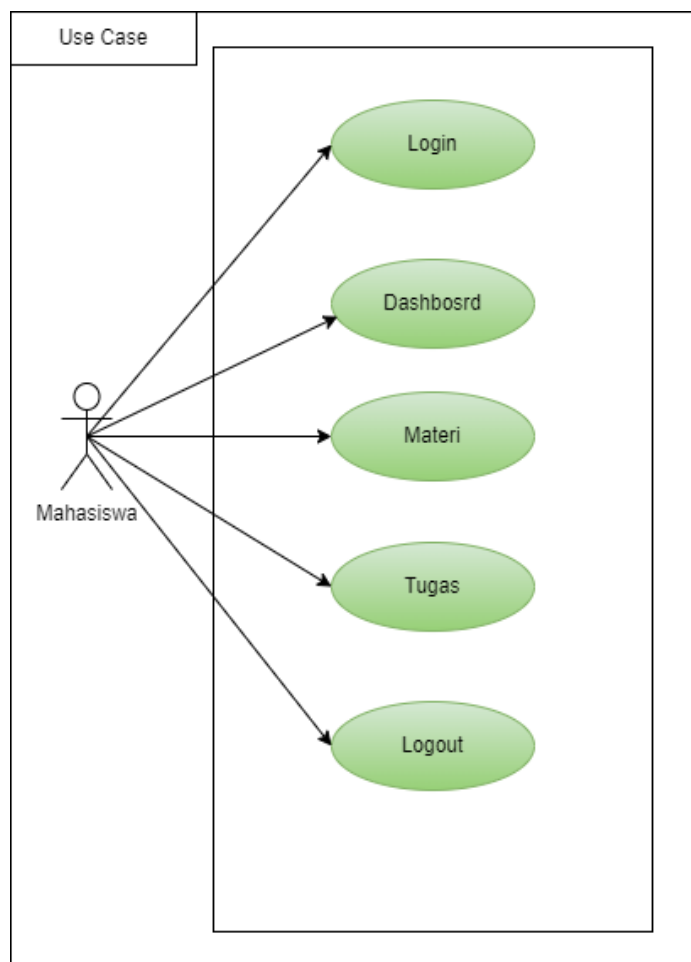 Use Case
Login
Dashbosrd
Materi
Mahasiswa
Tugas
Logout